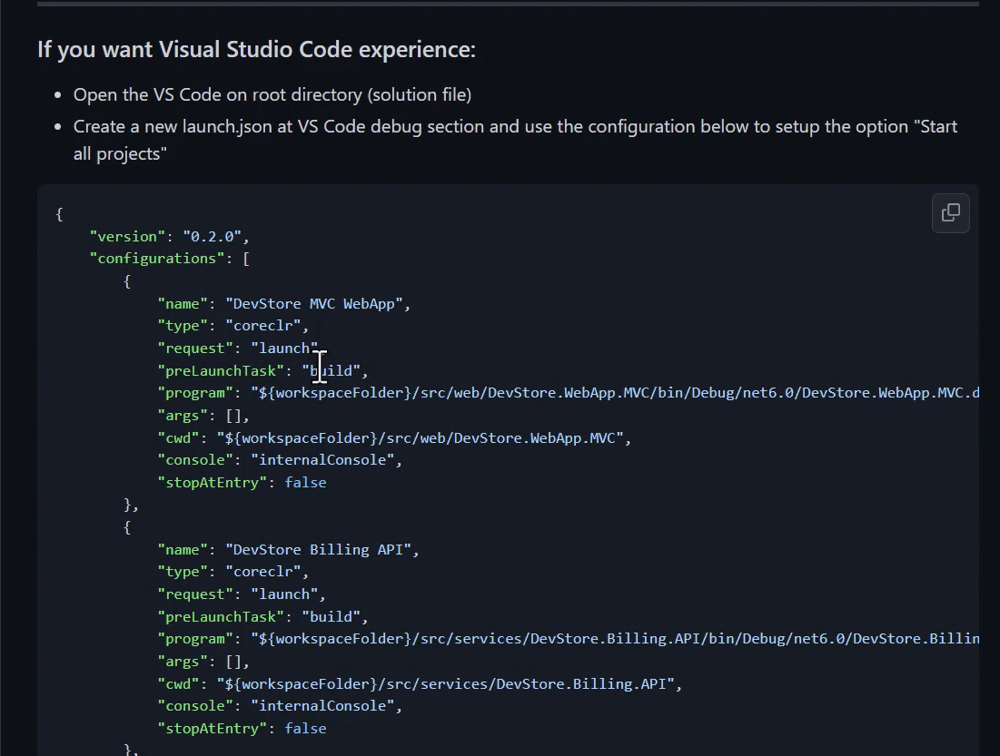 If you want Visual Studio Code experience:
Open the VS Code on root directory (solution file)
Create a new launch.json at VS Code debug section and use the configuration below to setup the option "Start
all projects"
{
"version": "0.2.0",
"configurations": [
{
"name": "DevStore MVC WebApp",
"type": "coreclr",
"request": "launch",
"preLaunchTask": "build",
"program": "${workspaceFolder}/src/web/DevStore.WebApp.MVC/bin/Debug/net6.0/DevStore.WebApp.MVC.d
"args": [],
"cwd": "${workspaceFolder}/src/web/DevStore.WebApp.MVC",
"console": "internalConsole",
"stopAtEntry": false
},
{
"name": "DevStore Billing API",
"type": "coreclr",
"request": "launch",
"preLaunchTask": "build",
"program": "${workspaceFolder}/src/services/DevStore.Billing.API/bin/Debug/net6.0/DevStore.Billin
"args": [],
"cwd": "${workspaceFolder}/src/services/DevStore.Billing.API",
"console": "internalConsole",
"stopAtEntry": false
},